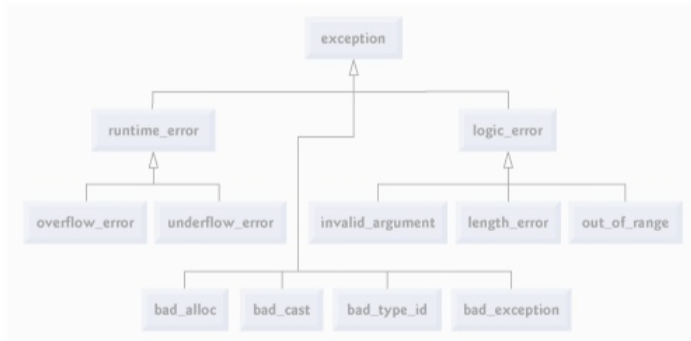 exception
runtime_error
logic_error
overflow_error
underflow_error
invalid_argument
length_error
out_of_range
bad_alloc
bad_cast
bad_type_id
bad_exception